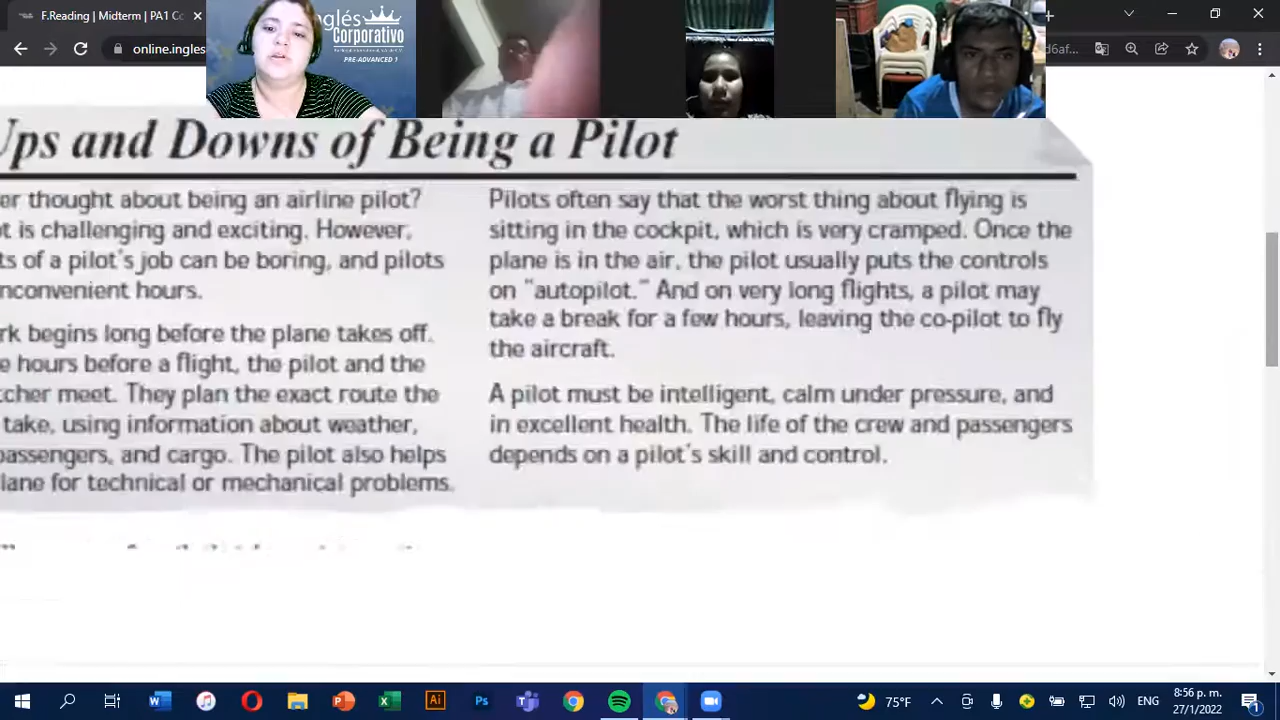 F.Reading | Midterm | PA1 Co
online.ingles
d6af...
nglés
Corporativo
PRE-ADVANCED 1
Ups and Downs of Being a Pilot
er thought about being an airline pilot?
t is challenging and exciting. However,
ts of a pilot's job can be boring, and pilots
nconvenient hours.
rk begins long before the plane takes off.
e hours before a flight, the pilot and the
tcher meet. They plan the exact route the
take, using information about weather,
passengers, and cargo. The pilot also helps
lane for technical or mechanical problems.
Pilots often say that the worst thing about flying is
sitting in the cockpit, which is very cramped. Once the
plane is in the air, the pilot usually puts the controls
on "autopilot." And on very long flights, a pilot may
take a break for a few hours, leaving the co-pilot to fly
the aircraft.
A pilot must be intelligent, calm under pressure, and
in excellent health. The life of the crew and passengers
depends on a pilot's skill and control.
75°F
ENG
8:56 p. m.
27/1/2022